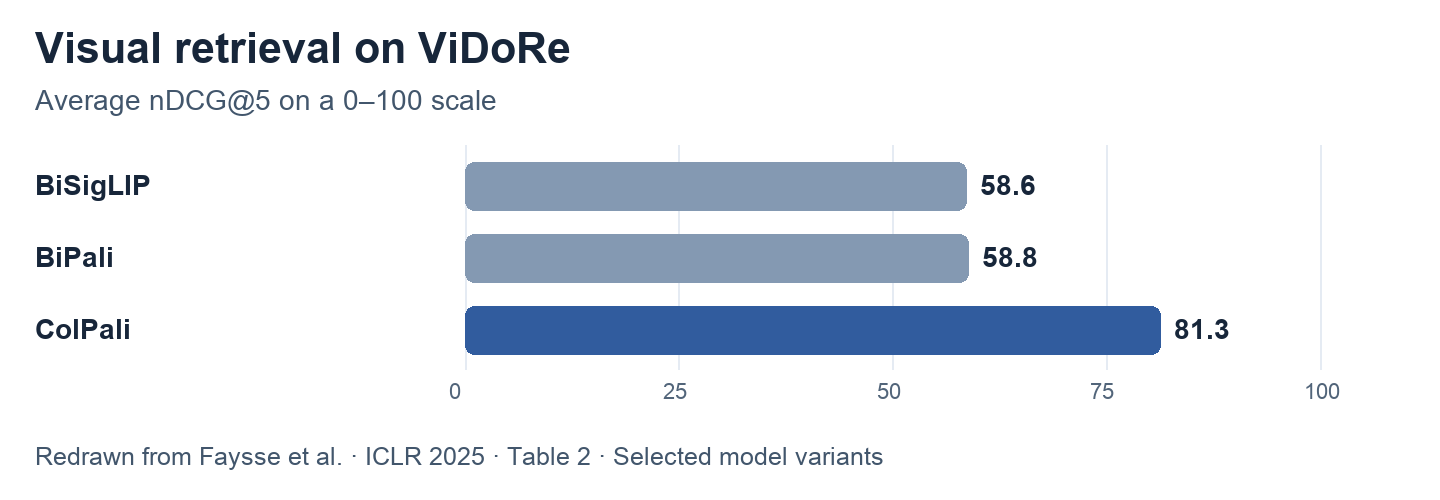 Visual retrieval on ViDoRe
Average nDCG@5 on a 0–100 scale
BiSigLIP 58.6
BiPali 58.8
ColPali 81.3
0 25 50 75 100
Redrawn from Faysse et al. · ICLR 2025 · Table 2 · Selected model variants